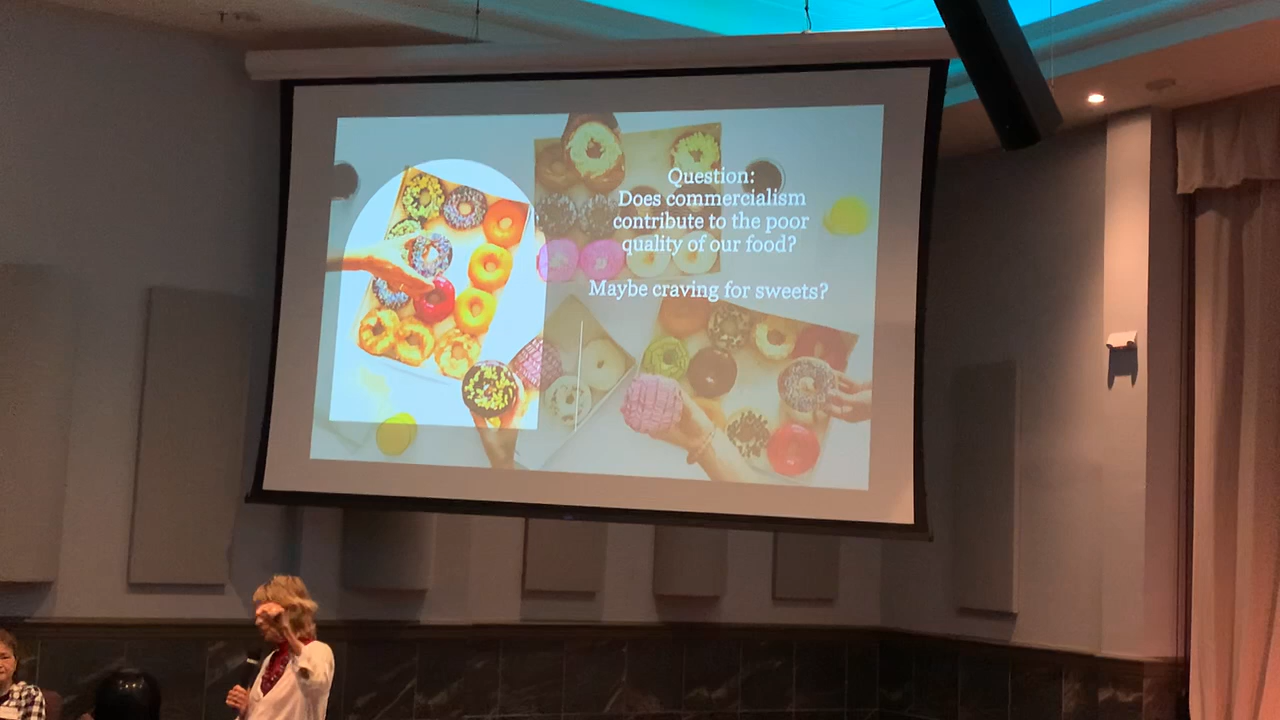 Question:
Does commercialism
contribute to the poor
quality of our food?
Maybe craving for sweets?